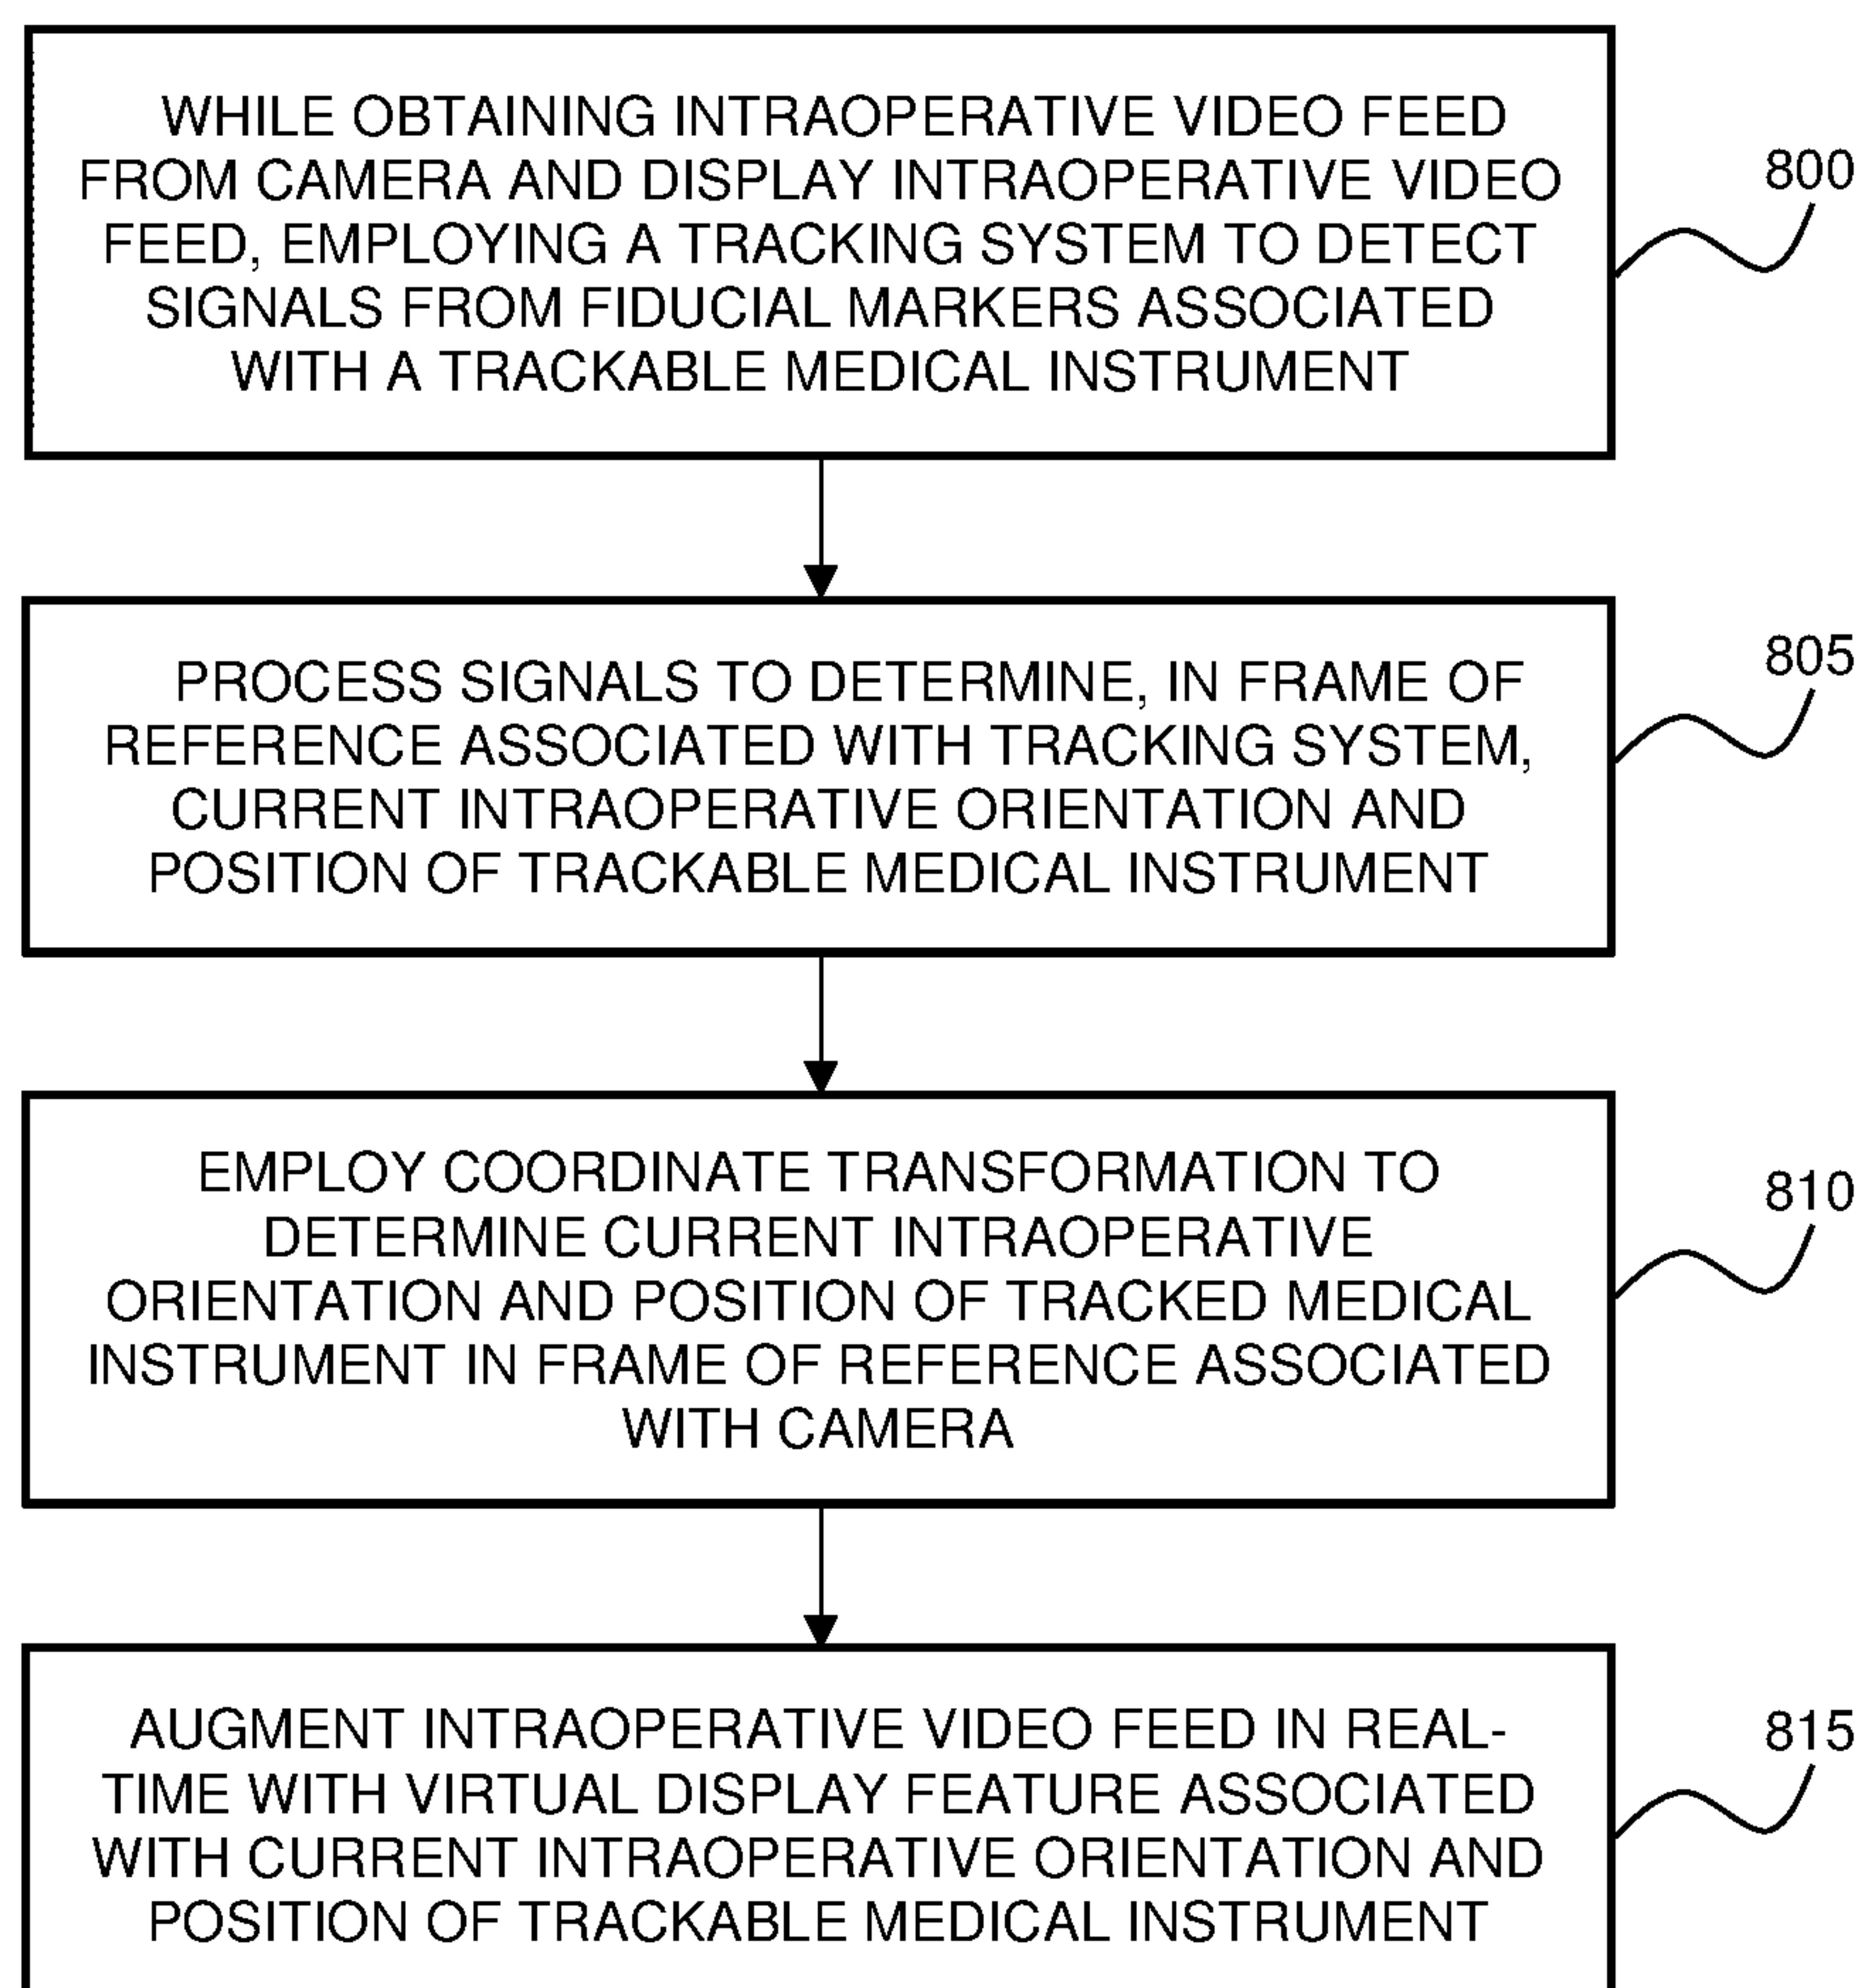 WHILE OBTAINING INTRAOPERATIVE VIDEO FEED
FROM CAMERA AND DISPLAY INTRAOPERATIVE VIDEO
FEED, EMPLOYING A TRACKING SYSTEM TO DETECT
SIGNALS FROM FIDUCIAL MARKERS ASSOCIATED
WITH A TRACKABLE MEDICAL INSTRUMENT
800
PROCESS SIGNALS TO DETERMINE, IN FRAME OF
REFERENCE ASSOCIATED WITH TRACKING SYSTEM,
CURRENT INTRAOPERATIVE ORIENTATION AND
POSITION OF TRACKABLE MEDICAL INSTRUMENT
805
EMPLOY COORDINATE TRANSFORMATION TO
DETERMINE CURRENT INTRAOPERATIVE
ORIENTATION AND POSITION OF TRACKED MEDICAL
INSTRUMENT IN FRAME OF REFERENCE ASSOCIATED
WITH CAMERA
810
AUGMENT INTRAOPERATIVE VIDEO FEED IN REAL-
TIME WITH VIRTUAL DISPLAY FEATURE ASSOCIATED
WITH CURRENT INTRAOPERATIVE ORIENTATION AND
POSITION OF TRACKABLE MEDICAL INSTRUMENT
815